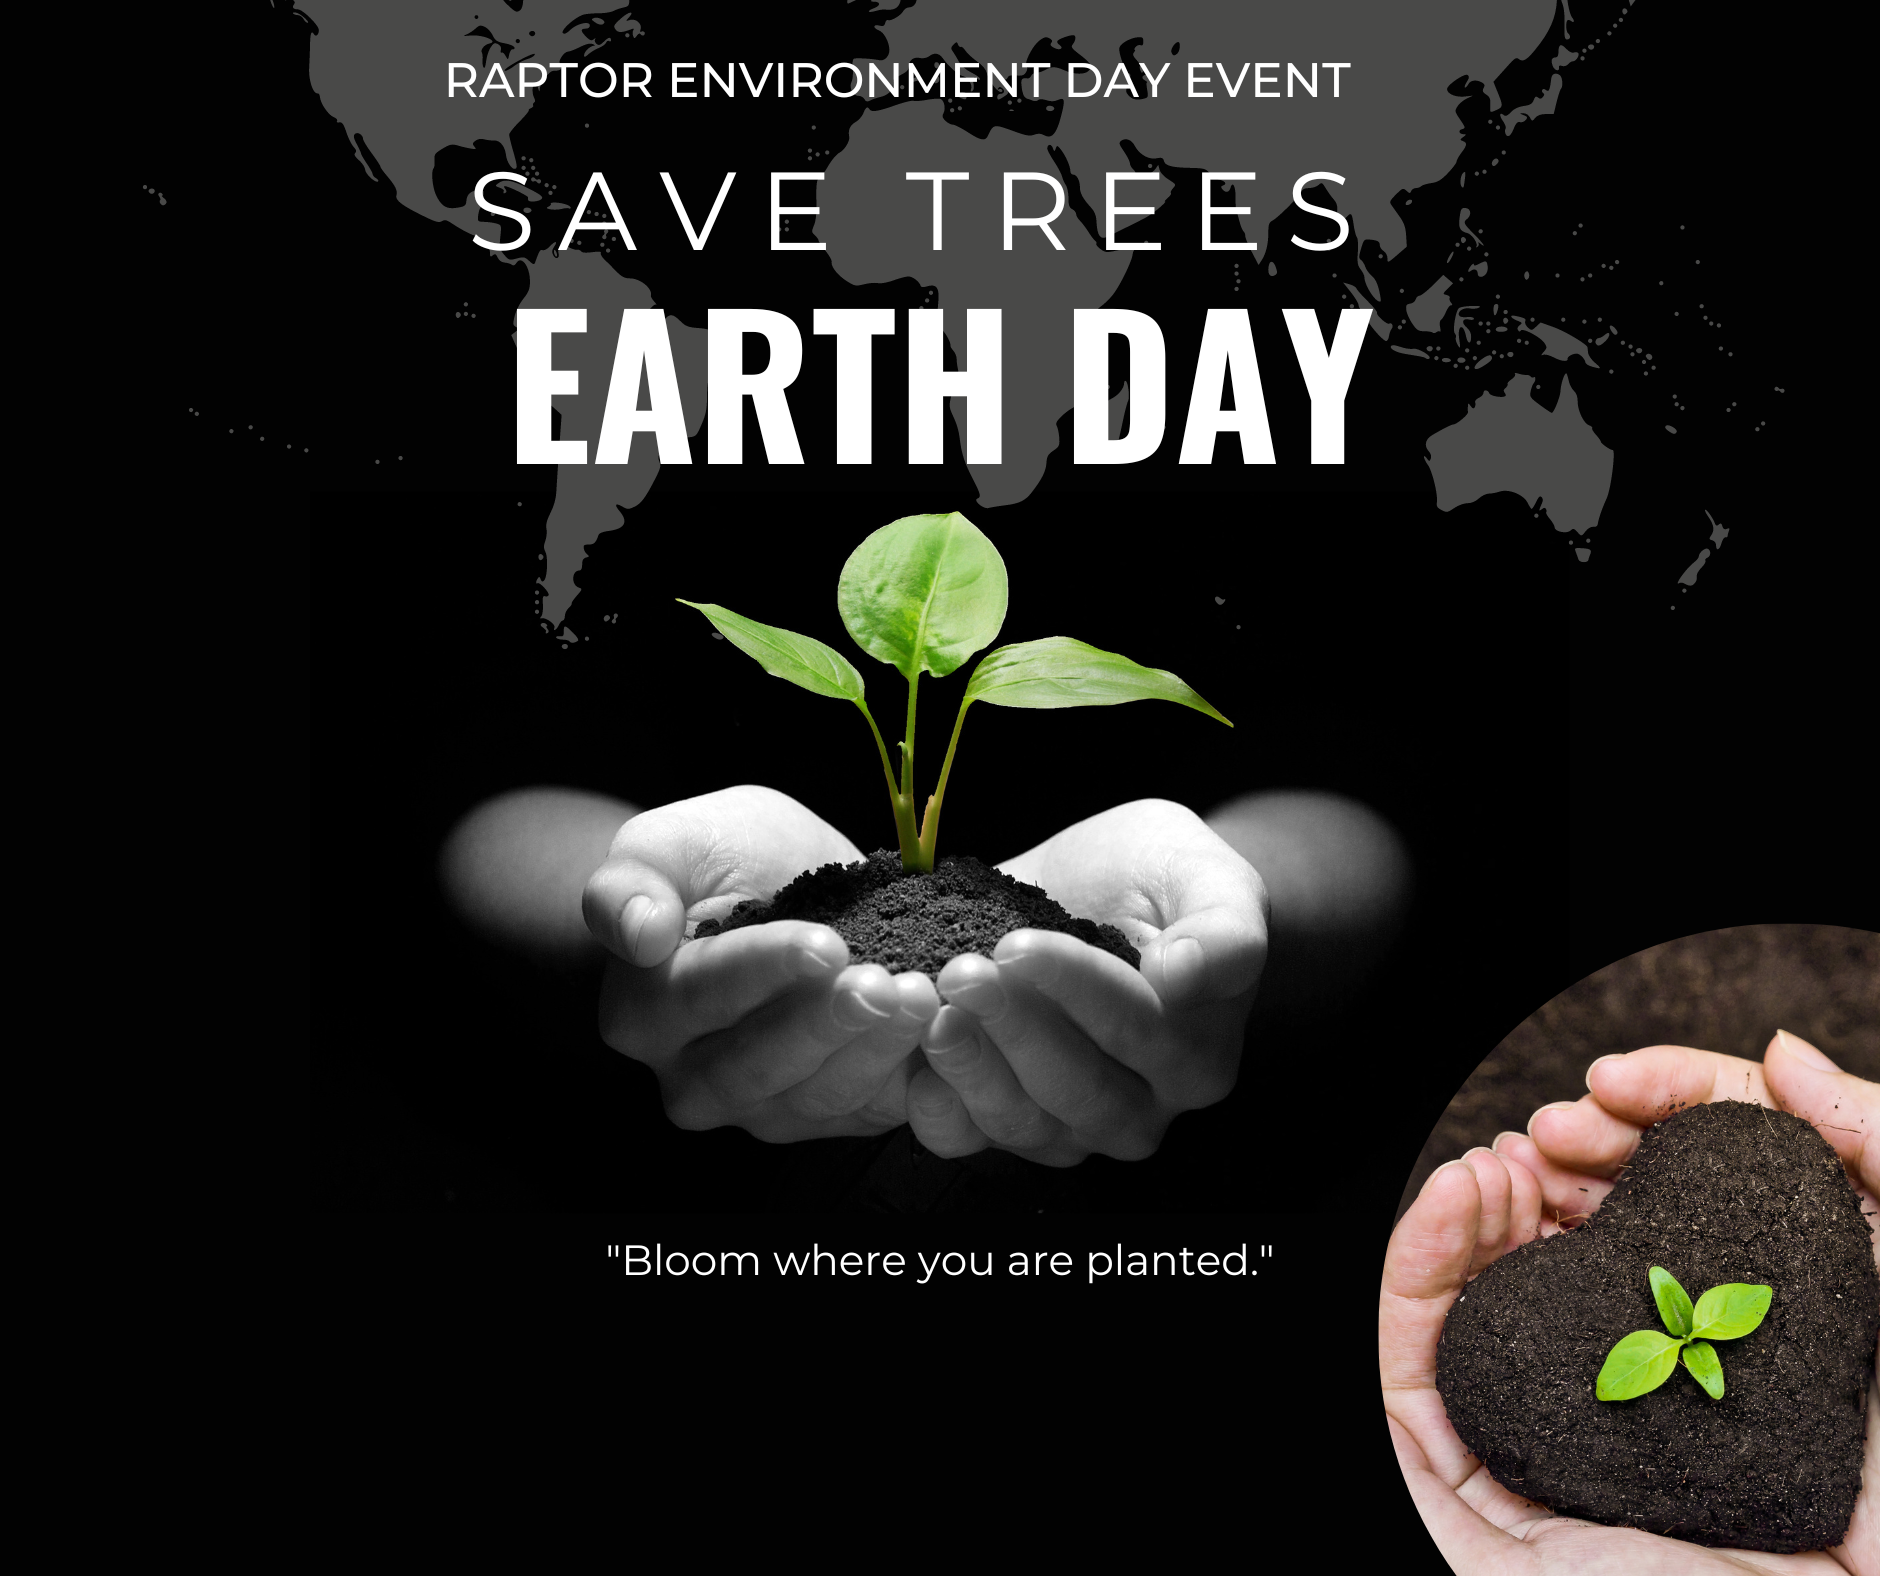 RAPTOR ENVIRONMENT DAY EVENT
SAVE TREES
EARTH DAY
"Bloom where you are planted."